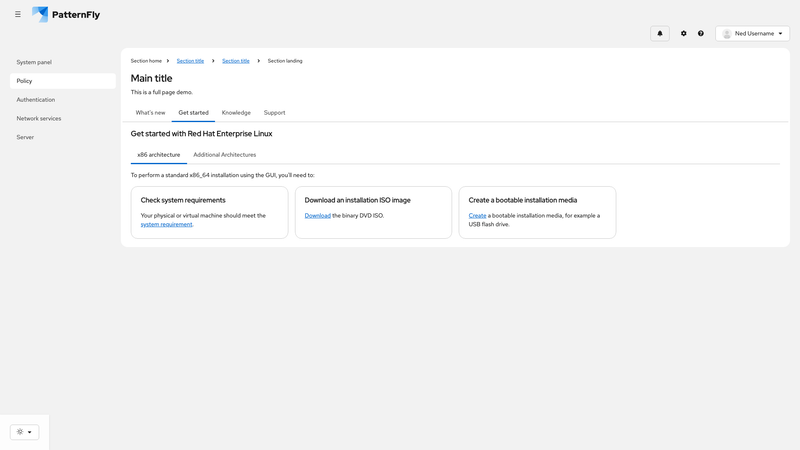 PatternFly
Ned Username
System panel
Policy
Authentication
Network services
Server
Section home > Section title > Section title > Section landing
Main title
This is a full page demo.
What's new Get started Knowledge Support
Get started with Red Hat Enterprise Linux
x86 architecture Additional Architectures
To perform a standard x86_64 installation using the GUI, you'll need to:
Check system requirements
Your physical or virtual machine should meet the
system requirement.
Download an installation ISO image
Download the binary DVD ISO.
Create a bootable installation media
Create a bootable installation media, for example a
USB flash drive.